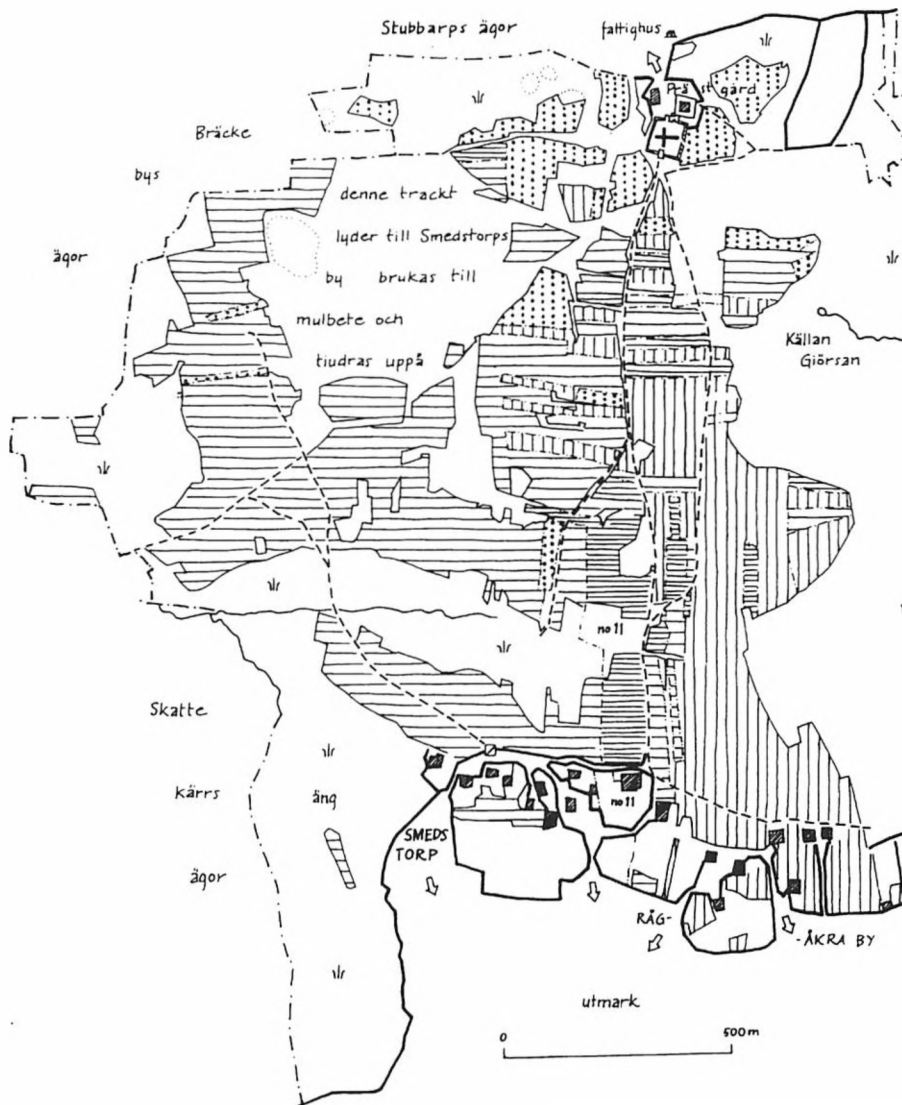 Stubbarps ägor
fattighus
Prästgård
Bräcke
bys
ägor
denne trackt
lyder till Smedstorps
by brukas till
mulbete och
tiudras uppå
Källan
Giörsan
no 11
Skatte
kärrs
ägor
äng
no 11
SMEDS
TORP
RÅG-
-ÅKRA BY
utmark
0 500m